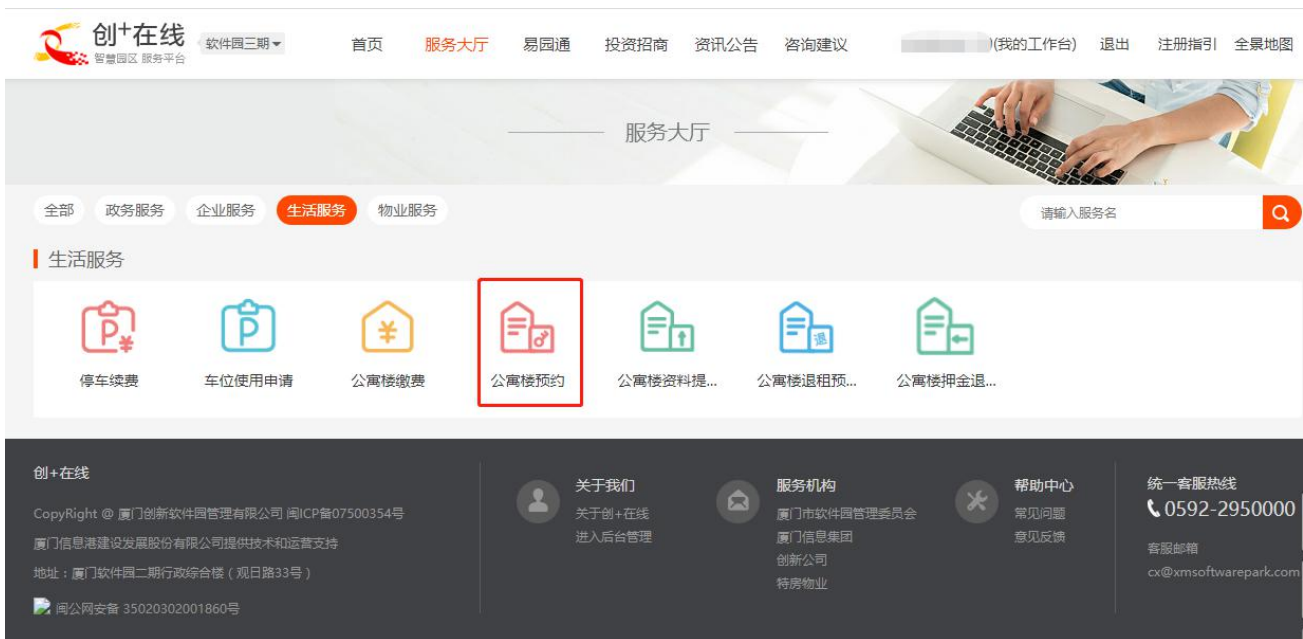 创+在线
智慧园区 服务平台
软件园三期
首页
服务大厅
易园通
投资招商
资讯公告
咨询建议
)(我的工作台)
退出
注册指引
全景地图
服务大厅
全部
政务服务
企业服务
生活服务
物业服务
请输入服务名
生活服务
停车续费
车位使用申请
公寓楼缴费
公寓楼预约
公寓楼资料提...
公寓楼退租预...
公寓楼押金退...
创+在线
CopyRight @ 厦门创新软件园管理有限公司 闽ICP备07500354号
厦门信息港建设发展股份有限公司提供技术和运营支持
地址：厦门软件园二期行政综合楼（观日路33号）
闽公网安备 35020302001860号
关于我们
关于创+在线
进入后台管理
服务机构
厦门市软件园管理委员会
厦门信息集团
创新公司
特房物业
帮助中心
常见问题
意见反馈
统一客服热线
0592-2950000
客服邮箱
cx@xmsoftwarepark.com